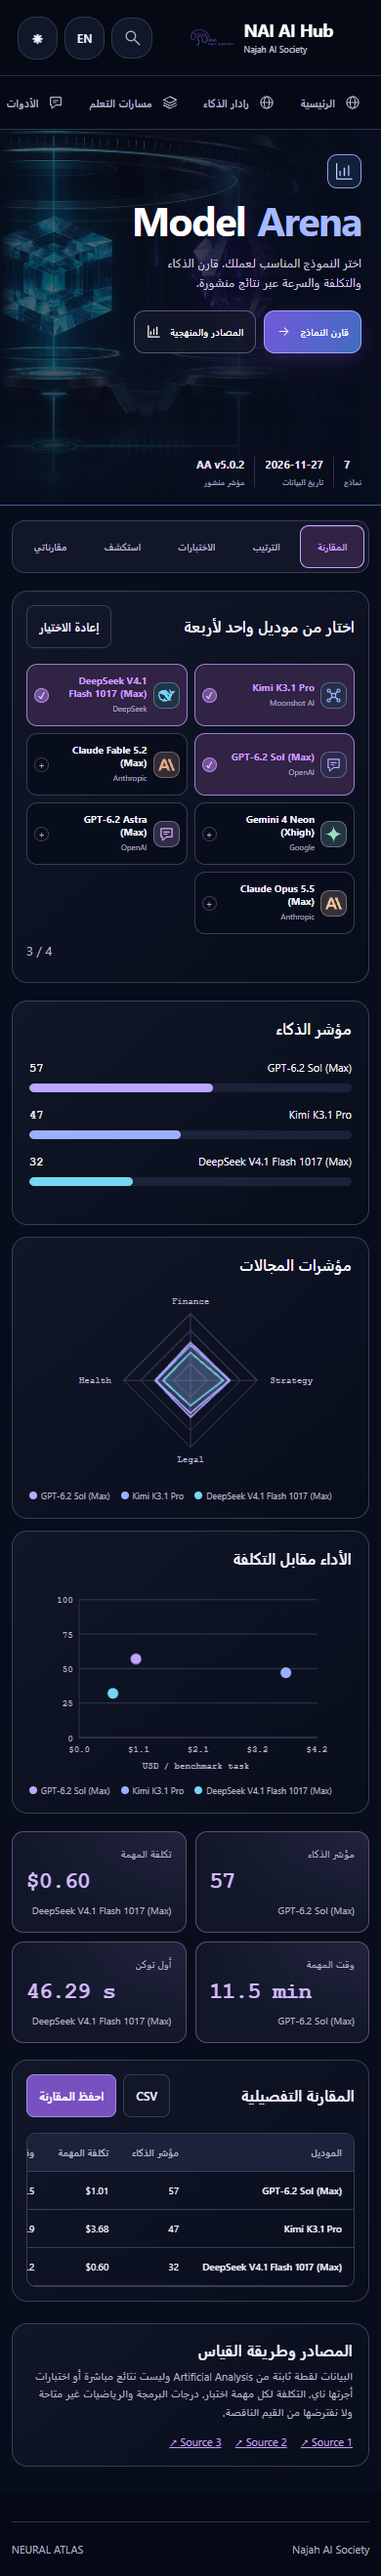 NAI AI Hub
Najah AI Society
EN
الرئيسية
رادار الذكاء
مسارات التعلم
الأدوات
Model Arena
اختر النموذج المناسب لعملك. قارن الذكاء
والتكلفة والسرعة عبر نتائج منشورة.
قارن النماذج
المصادر والمنهجية
7
نماذج
2026-11-27
تاريخ البيانات
AA v5.0.2
مؤشر منشور
المقارنة
الترتيب
الاختبارات
استكشف
مقارناتي
اختار من موديل واحد لأربعة
إعادة الاختيار
Kimi K3.1 Pro
Moonshot AI
DeepSeek V4.1
Flash 1017 (Max)
DeepSeek
GPT-6.2 Sol (Max)
OpenAI
Claude Fable 5.2
(Max)
Anthropic
Gemini 4 Neon
(Xhigh)
Google
GPT-6.2 Astra
(Max)
OpenAI
Claude Opus 5.5
(Max)
Anthropic
3 / 4
مؤشر الذكاء
GPT-6.2 Sol (Max)
57
Kimi K3.1 Pro
47
DeepSeek V4.1 Flash 1017 (Max)
32
مؤشرات المجالات
Finance
Health
Strategy
Legal
GPT-6.2 Sol (Max)
Kimi K3.1 Pro
DeepSeek V4.1 Flash 1017 (Max)
الأداء مقابل التكلفة
100
75
50
25
0
$0.0
$1.1
$2.1
$3.2
$4.2
USD / benchmark task
GPT-6.2 Sol (Max)
Kimi K3.1 Pro
DeepSeek V4.1 Flash 1017 (Max)
مؤشر الذكاء
57
GPT-6.2 Sol (Max)
تكلفة المهمة
$0.60
DeepSeek V4.1 Flash 1017 (Max)
وقت المهمة
11.5 min
GPT-6.2 Sol (Max)
أول توكن
46.29 s
DeepSeek V4.1 Flash 1017 (Max)
المقارنة التفصيلية
CSV
احفظ المقارنة
الموديل
مؤشر الذكاء
تكلفة المهمة
GPT-6.2 Sol (Max)
57
$1.01
.5
Kimi K3.1 Pro
47
$3.68
.9
DeepSeek V4.1 Flash 1017 (Max)
32
$0.60
.2
المصادر وطريقة القياس
البيانات لقطة ثابتة من Artificial Analysis وليست نتائج مباشرة أو اختبارات
أجرتها ناي. التكلفة لكل مهمة اختبار. درجات البرمجة والرياضيات غير متاحة
ولا نفترضها من القيم الناقصة.
Source 1 ↗
Source 2 ↗
Source 3 ↗
Najah AI Society
NEURAL ATLAS